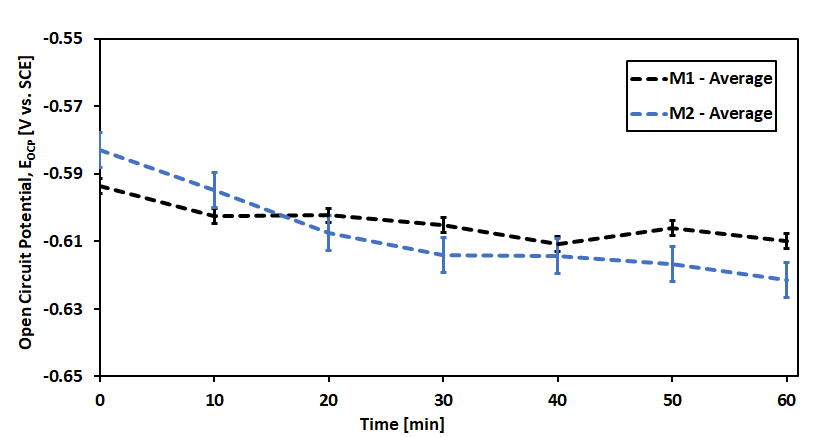 -0.55
-0.57
-0.59
-0.61
-0.63
-0.65
Open Circuit Potential, E_OCP [V vs. SCE]
M1 - Average
M2 - Average
0 10 20 30 40 50 60
Time [min]